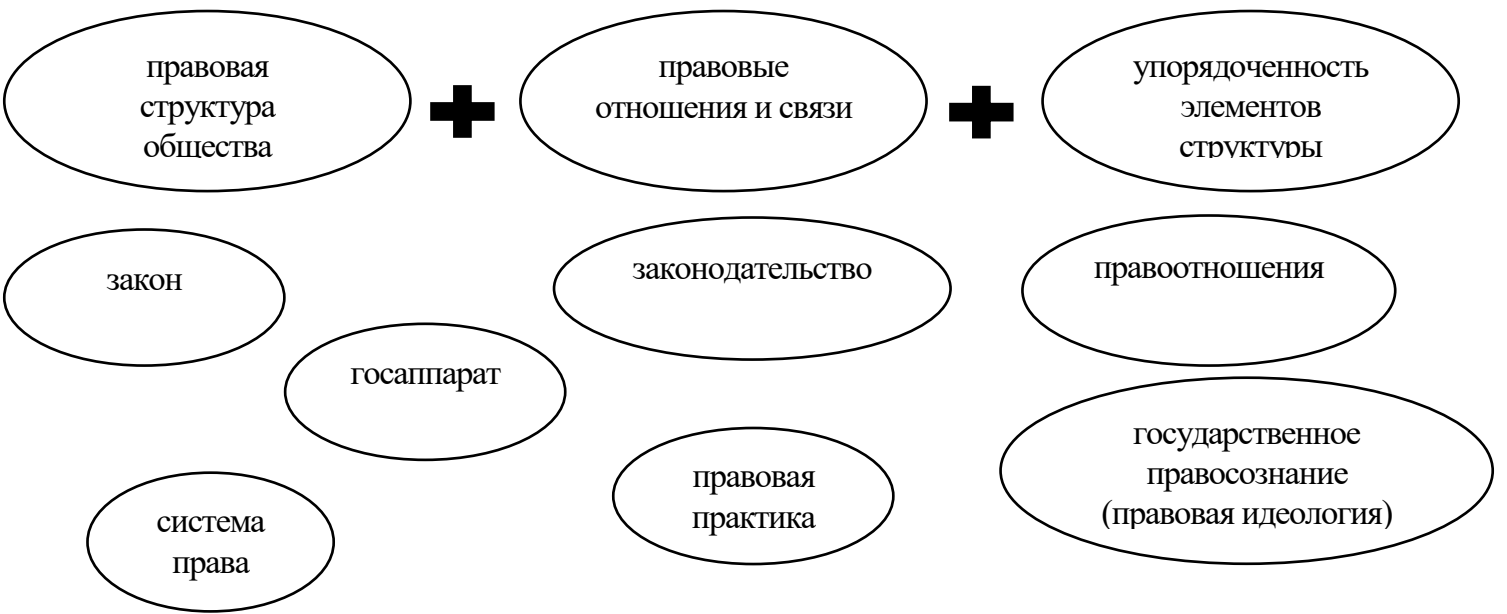 правовая
структура
общества
правовые
отношения и связи
упорядоченность
элементов
структуры
закон
законодательство
правоотношения
госаппарат
государственное
правосознание
(правовая идеология)
правовая
практика
система
права